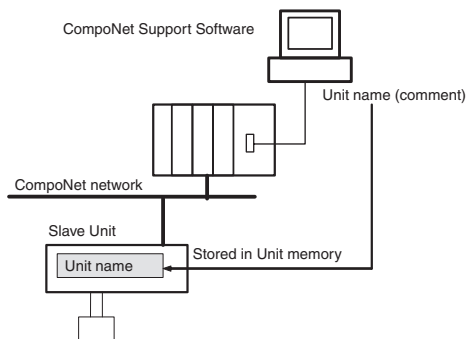 CompoNet Support Software
Unit name (comment)
CompoNet network
Slave Unit
Stored in Unit memory
Unit name